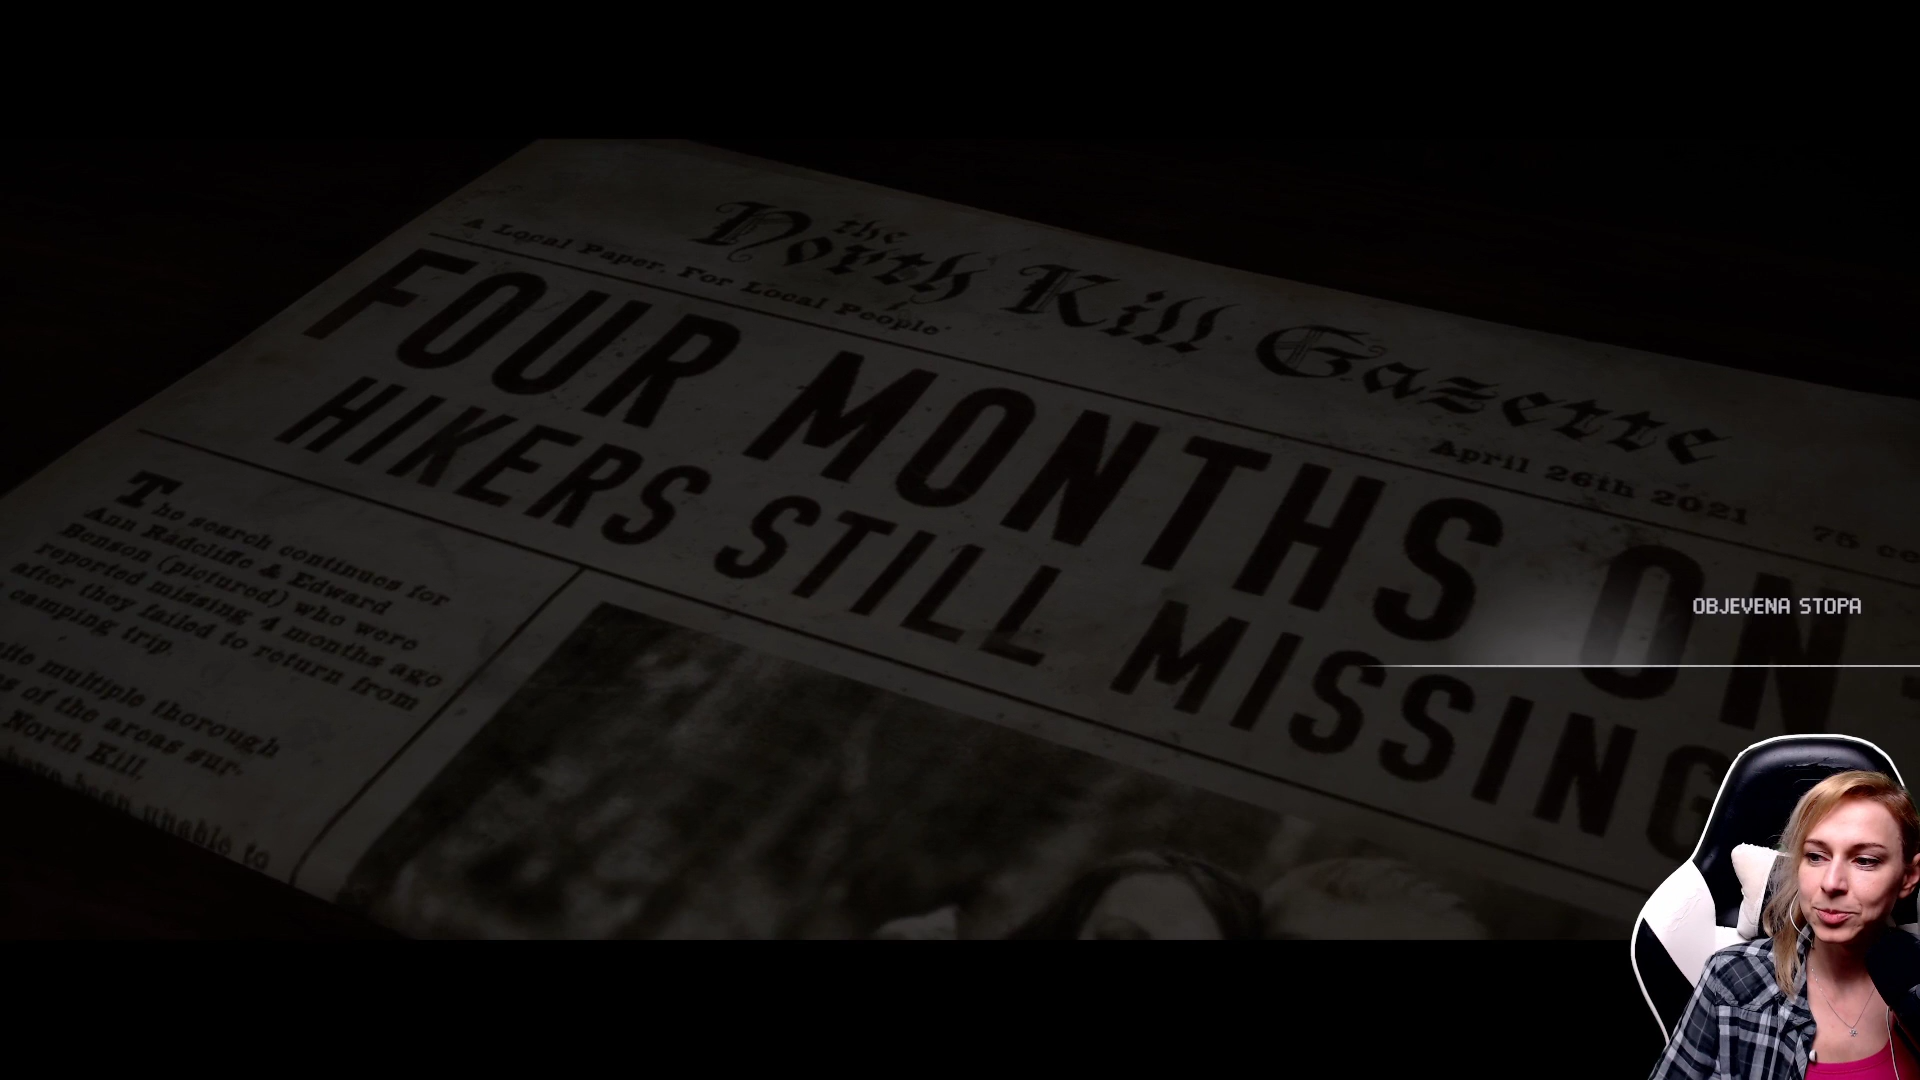 the
North Kill Gazette
A Local Paper. For Local People
April 26th 2021
75
FOUR MONTHS ON
HIKERS STILL MISSING
The search continues for
Ann Radcliffe & Edward
Benson (pictured) who were
reported missing 4 months ago
after they failed to return from
camping trip.
multiple thorough
of the areas sur-
North Kill,
been unable to
OBJEVENA STOPA